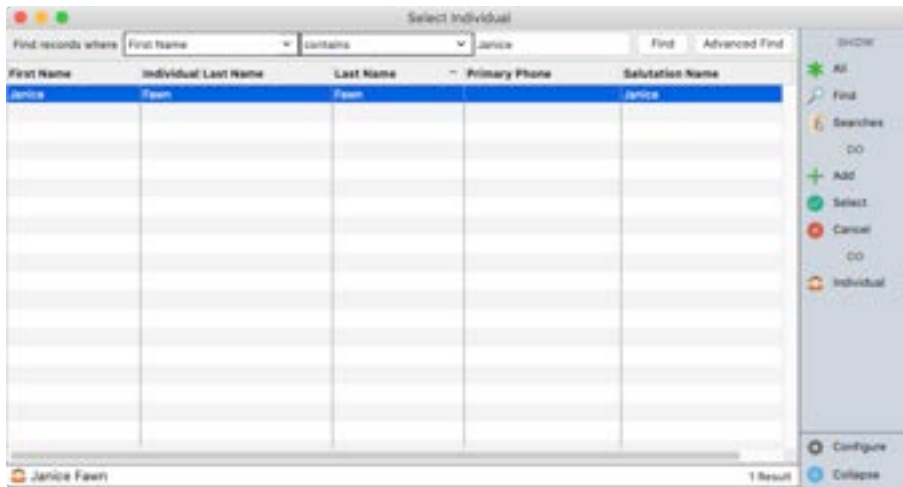 Select Individual
Find records where First Name contains Janice Find Advanced Find
First Name Individual Last Name Last Name Primary Phone Salutation Name
Janice Fawn Fawn Janice
SHOW
All
Find
Searches
DO
Add
Select
Cancel
DO
Individual
Configure
Collapse
Janice Fawn 1 Result